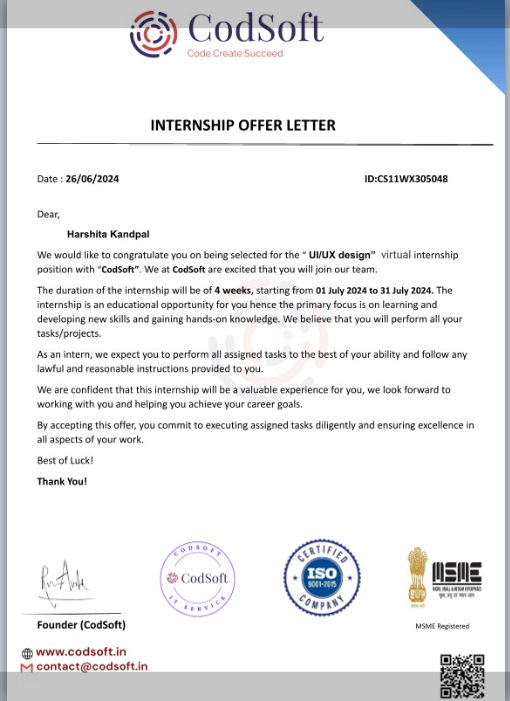 CodSoft
Code.Create Succeed
INTERNSHIP OFFER LETTER
Date : 26/06/2024 ID:CS11WX305048
Dear,
Harshita Kandpal
We would like to congratulate you on being selected for the " UI/UX design" virtual internship
position with "CodSoft". We at CodSoft are excited that you will join our team.
The duration of the internship will be of 4 weeks, starting from 01 July 2024 to 31 July 2024. The
internship is an educational opportunity for you hence the primary focus is on learning and
developing new skills and gaining hands-on knowledge. We believe that you will perform all your
tasks/projects.
As an intern, we expect you to perform all assigned tasks to the best of your ability and follow any
lawful and reasonable instructions provided to you.
We are confident that this internship will be a valuable experience for you, we look forward to
working with you and helping you achieve your career goals.
By accepting this offer, you commit to executing assigned tasks diligently and ensuring excellence in
all aspects of your work.
Best of Luck!
Thank You!
CODSOFT
CodSoft
IT SERVICE
CERTIFIED
ISO
9001-2015
COMPANY
MSME
MICRO, SMALL & MEDIUM ENTERPRISES
Founder (CodSoft)
MSME Registered
www.codsoft.in
contact@codsoft.in